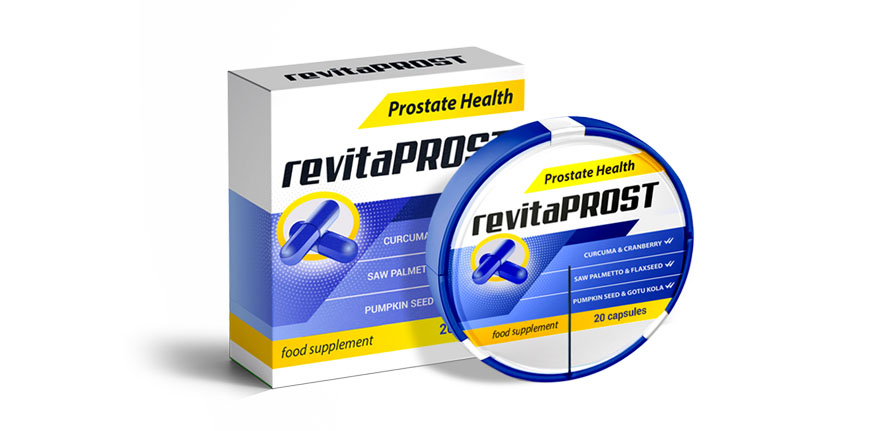 revitaPROST
Prostate Health
revitaPROST
CURCUMA
SAW PALMETTO
PUMPKIN SEED
20
food supplement
Prostate Health
revitaPROST
CURCUMA & CRANBERRY
SAW PALMETTO & FLAXSEED
PUMPKIN SEED & GOTU KOLA
20 capsules
food supplement